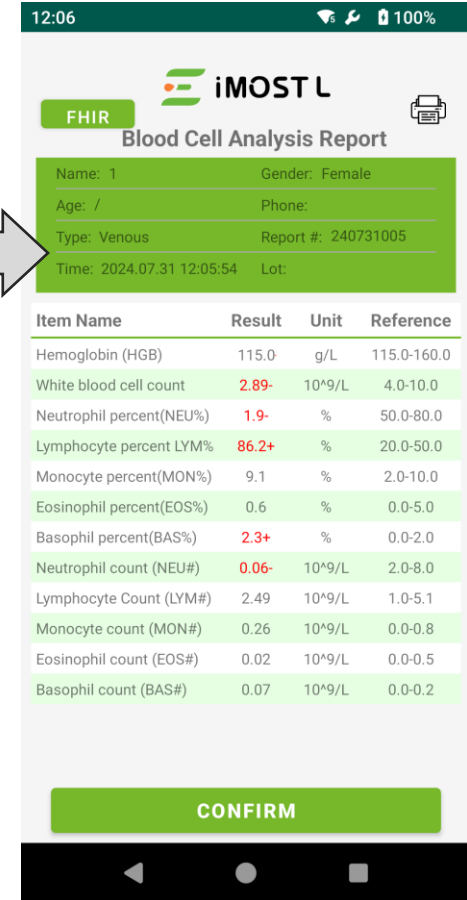 12:06 5 100%
iMOST L
FHIR
Blood Cell Analysis Report
Name: 1 Gender: Female
Age: / Phone:
Type: Venous Report #: 240731005
Time: 2024.07.31 12:05:54 Lot:
Item Name Result Unit Reference
Hemoglobin (HGB) 115.0 g/L 115.0-160.0
White blood cell count 2.89- 10^9/L 4.0-10.0
Neutrophil percent(NEU%) 1.9- % 50.0-80.0
Lymphocyte percent LYM% 86.2+ % 20.0-50.0
Monocyte percent(MON%) 9.1 % 2.0-10.0
Eosinophil percent(EOS%) 0.6 % 0.0-5.0
Basophil percent(BAS%) 2.3+ % 0.0-2.0
Neutrophil count (NEU#) 0.06- 10^9/L 2.0-8.0
Lymphocyte Count (LYM#) 2.49 10^9/L 1.0-5.1
Monocyte count (MON#) 0.26 10^9/L 0.0-0.8
Eosinophil count (EOS#) 0.02 10^9/L 0.0-0.5
Basophil count (BAS#) 0.07 10^9/L 0.0-0.2
CONFIRM